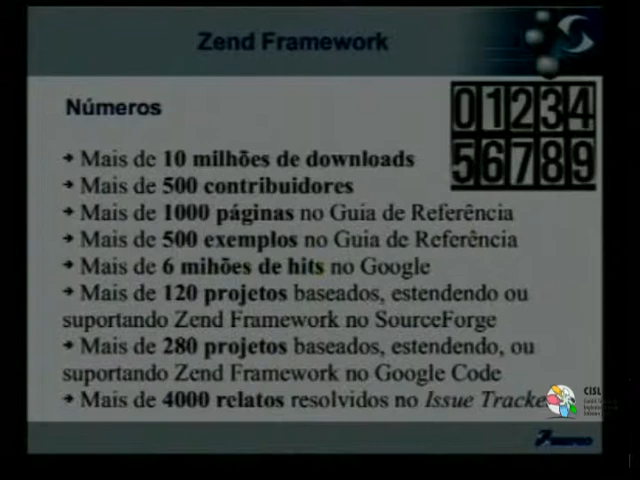 Zend Framework
Números
01234
56789
➔ Mais de 10 milhões de downloads
➔ Mais de 500 contribuidores
➔ Mais de 1000 páginas no Guia de Referência
➔ Mais de 500 exemplos no Guia de Referência
➔ Mais de 6 mihões de hits no Google
➔ Mais de 120 projetos baseados, estendendo ou
suportando Zend Framework no SourceForge
➔ Mais de 280 projetos baseados, estendendo, ou
suportando Zend Framework no Google Code
➔ Mais de 4000 relatos resolvidos no Issue Tracke
CISL